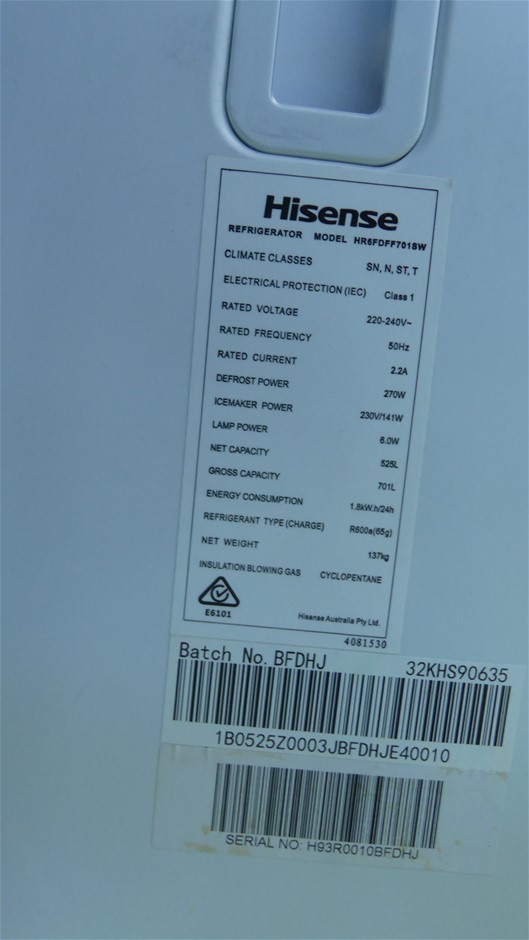 Hisense
REFRIGERATOR MODEL HR6FDFF701SW
CLIMATE CLASSES SN, N, ST, T
ELECTRICAL PROTECTION (IEC) Class 1
RATED VOLTAGE 220-240V~
RATED FREQUENCY 50Hz
RATED CURRENT 2.2A
DEFROST POWER 270W
ICEMAKER POWER 230V/141W
LAMP POWER 6.0W
NET CAPACITY 525L
GROSS CAPACITY 701L
ENERGY CONSUMPTION 1.8kW.h/24h
REFRIGERANT TYPE (CHARGE) R600a(65g)
NET WEIGHT 137kg
INSULATION BLOWING GAS CYCLOPENTANE
E6101 Hisense Australia Pty Ltd.
4081530
Batch No. BFDHJ 32KHS90635
1B0525Z0003JBFDHJE40010
SERIAL NO: H93R0010BFDHJ